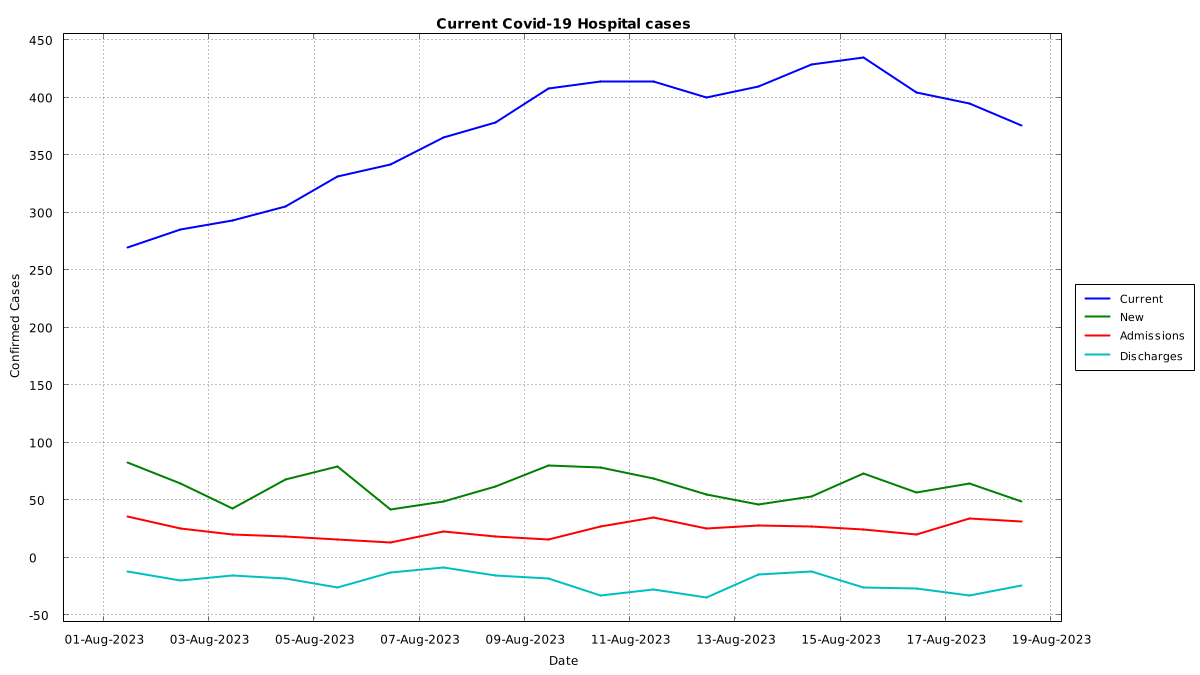 Current Covid-19 Hospital cases
450
400
350
300
250
200
150
100
50
0
-50
Confirmed Cases
01-Aug-2023 03-Aug-2023 05-Aug-2023 07-Aug-2023 09-Aug-2023 11-Aug-2023 13-Aug-2023 15-Aug-2023 17-Aug-2023 19-Aug-2023
Date
Current
New
Admissions
Discharges